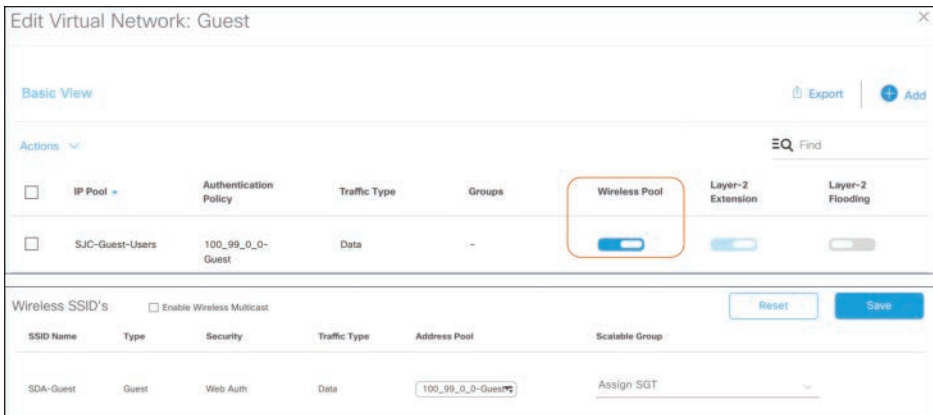 Edit Virtual Network: Guest
Basic View
Export
Add
Actions
Find
IP Pool Authentication Policy Traffic Type Groups Wireless Pool Layer-2 Extension Layer-2 Flooding
SJC-Guest-Users 100_99_0_0-Guest Data - 
Wireless SSID's Enable Wireless Multicast Reset Save
SSID Name Type Security Traffic Type Address Pool Scalable Group
SDA-Guest Guest Web Auth Data 100_99_0_0-Guest Assign SGT